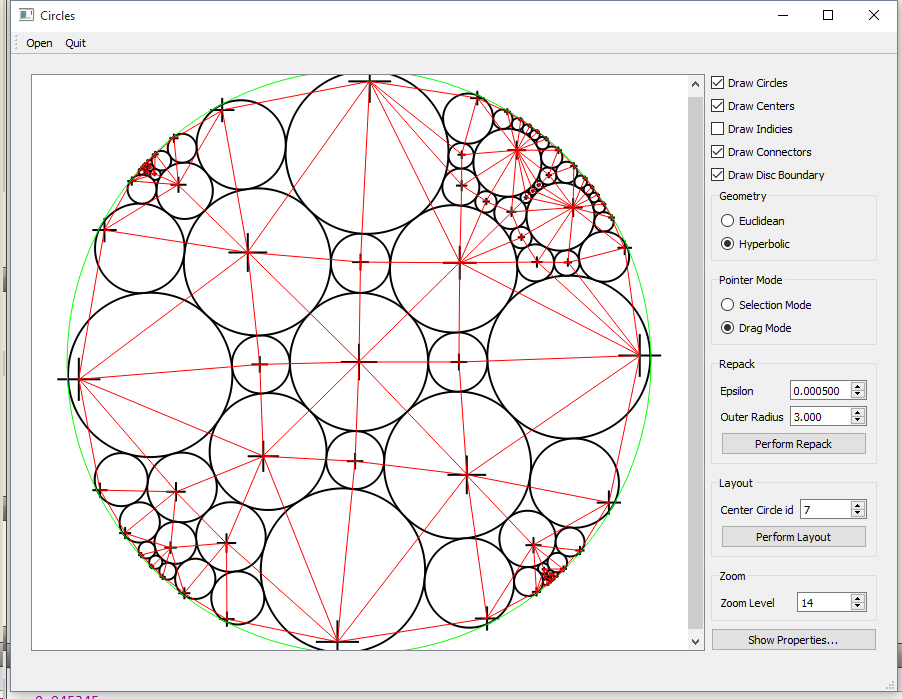 Circles
Open Quit
Draw Circles
Draw Centers
Draw Indicies
Draw Connectors
Draw Disc Boundary
Geometry
Euclidean
Hyperbolic
Pointer Mode
Selection Mode
Drag Mode
Repack
Epsilon 0.000500
Outer Radius 3.000
Perform Repack
Layout
Center Circle id 7
Perform Layout
Zoom
Zoom Level 14
Show Properties...